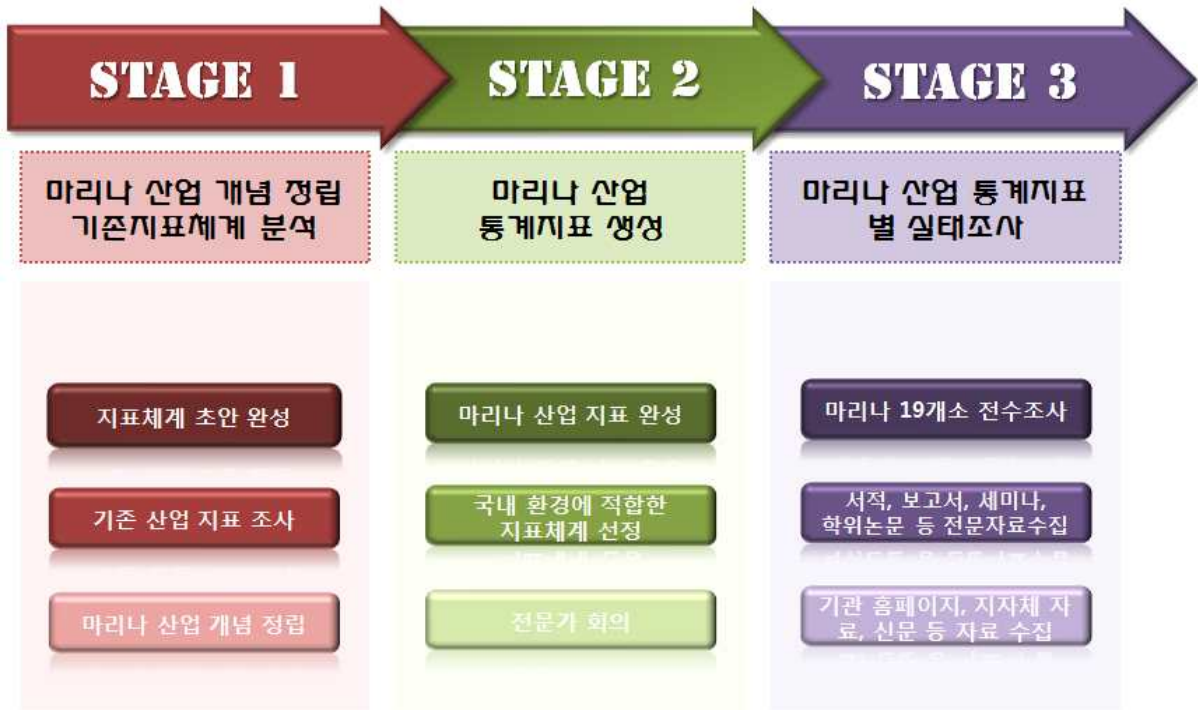 STAGE 1
STAGE 2
STAGE 3
마리나 산업 개념 정립
기존지표체계 분석
마리나 산업
통계지표 생성
마리나 산업 통계지표
별 실태조사
지표체계 초안 완성
기존 산업 지표 조사
마리나 산업 개념 정립
마리나 산업 지표 완성
국내 환경에 적합한
지표체계 선정
전문가 회의
마리나 19개소 전수조사
서적, 보고서, 세미나,
학위논문 등 전문자료수집
기관 홈페이지, 지자체 자
료, 신문 등 자료 수집